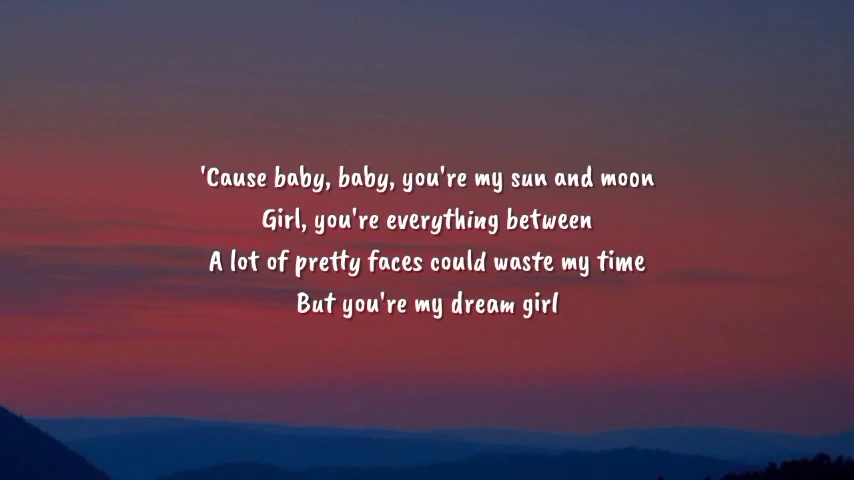 'Cause baby, baby, you're my sun and moon
Girl, you're everything between
A lot of pretty faces could waste my time
But you're my dream girl